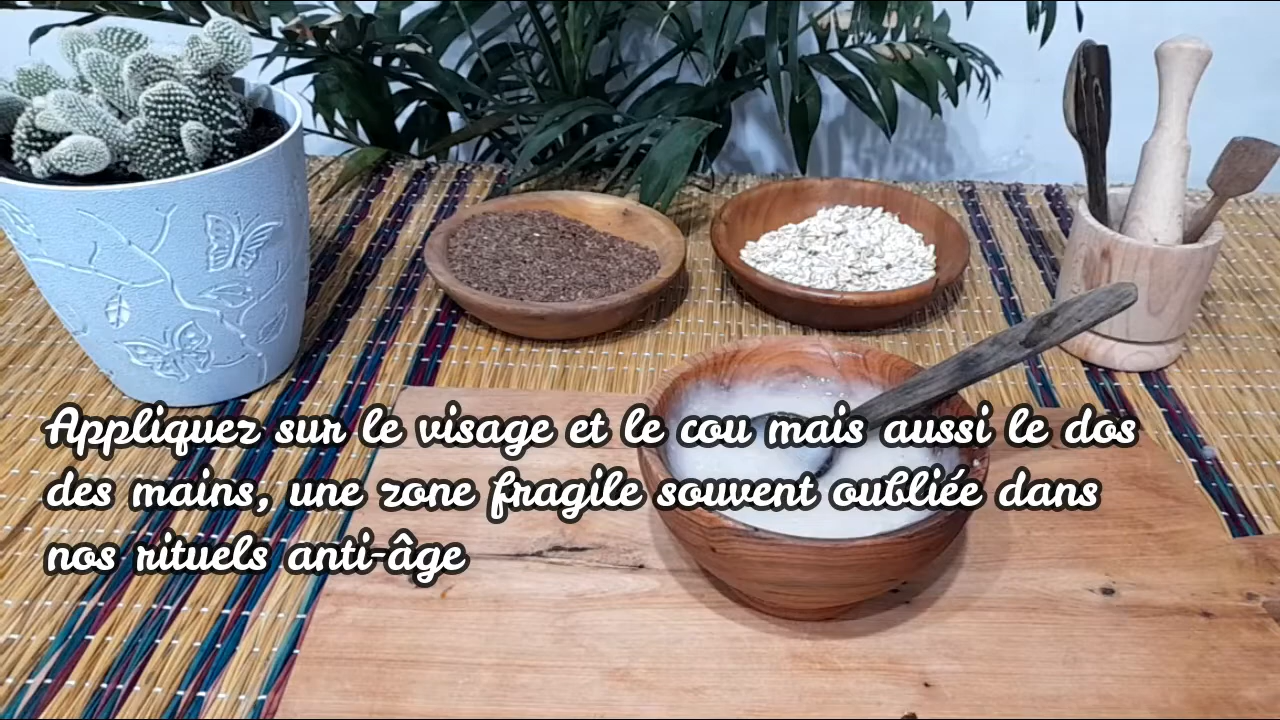 Appliquez sur le visage et le cou mais aussi le dos
des mains, une zone fragile souvent oubliée dans
nos rituels anti-âge